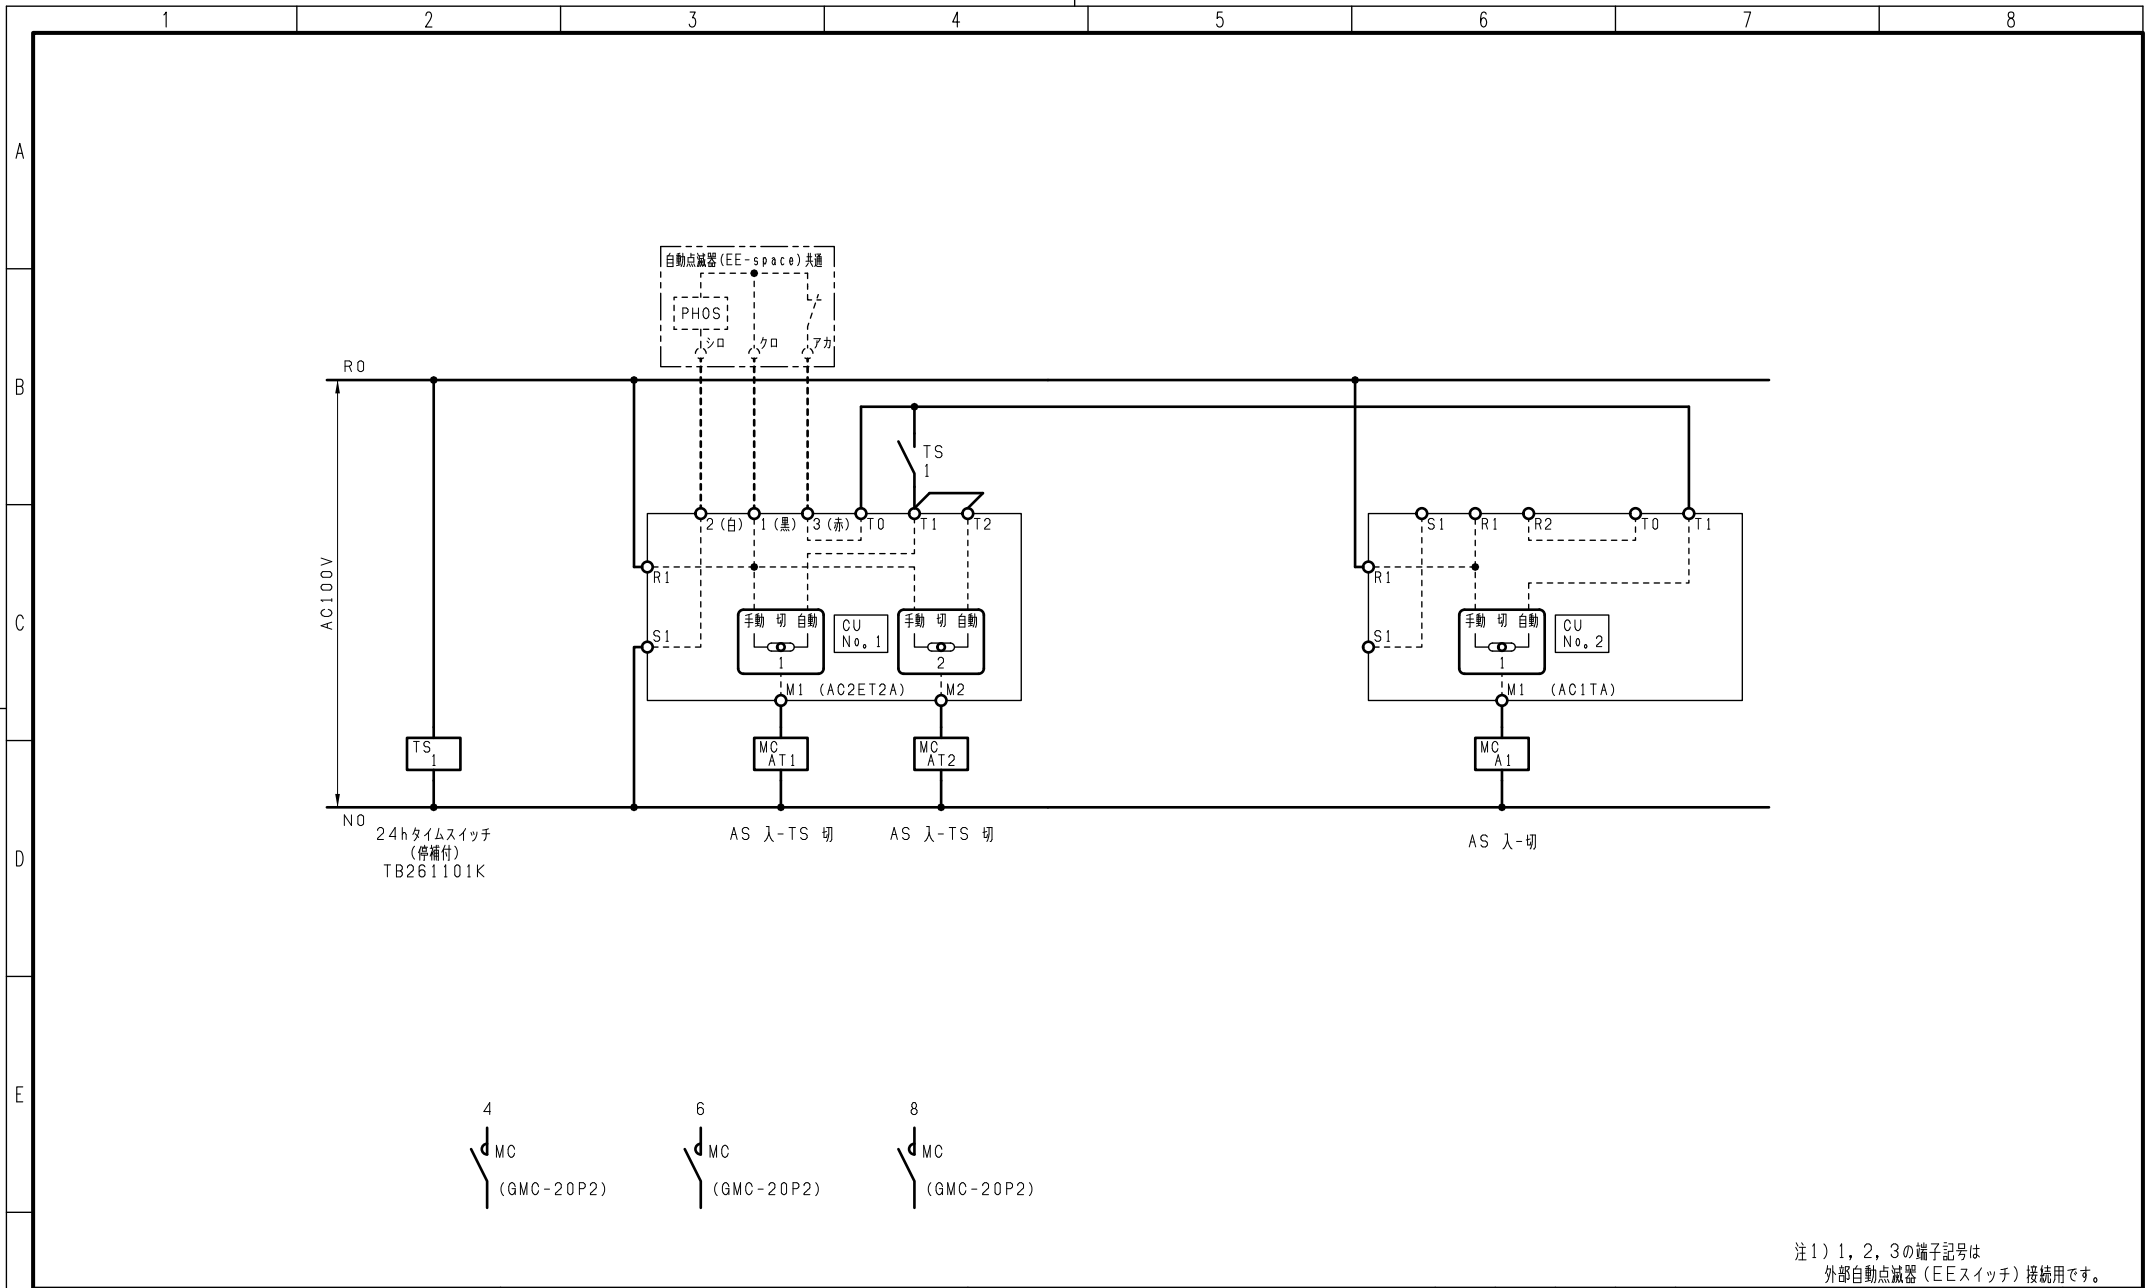 1 2 3 4 5 6 7 8
A
自動点滅器(EE-space)共通
PHOS
シロ クロ アカ
R0
B
TS
1
2(白) 1(黒) 3(赤) T0 T1 T2
S1 R1 R2 T0 T1
AC100V
R1
R1
C
手動 切 自動
1
CU
No。1
手動 切 自動
2
手動 切 自動
1
CU
No。2
S1
S1
M1 (AC2ET2A) M2
M1 (AC1TA)
TS
1
MC
AT1
MC
AT2
MC
A1
N0
24hタイムスイッチ
(停補付)
TB261101K
AS 入-TS 切
AS 入-TS 切
AS 入-切
D
E
4
MC
(GMC-20P2)
6
MC
(GMC-20P2)
8
MC
(GMC-20P2)
注1) 1, 2, 3の端子記号は
外部自動点滅器(EEスイッチ)接続用です。